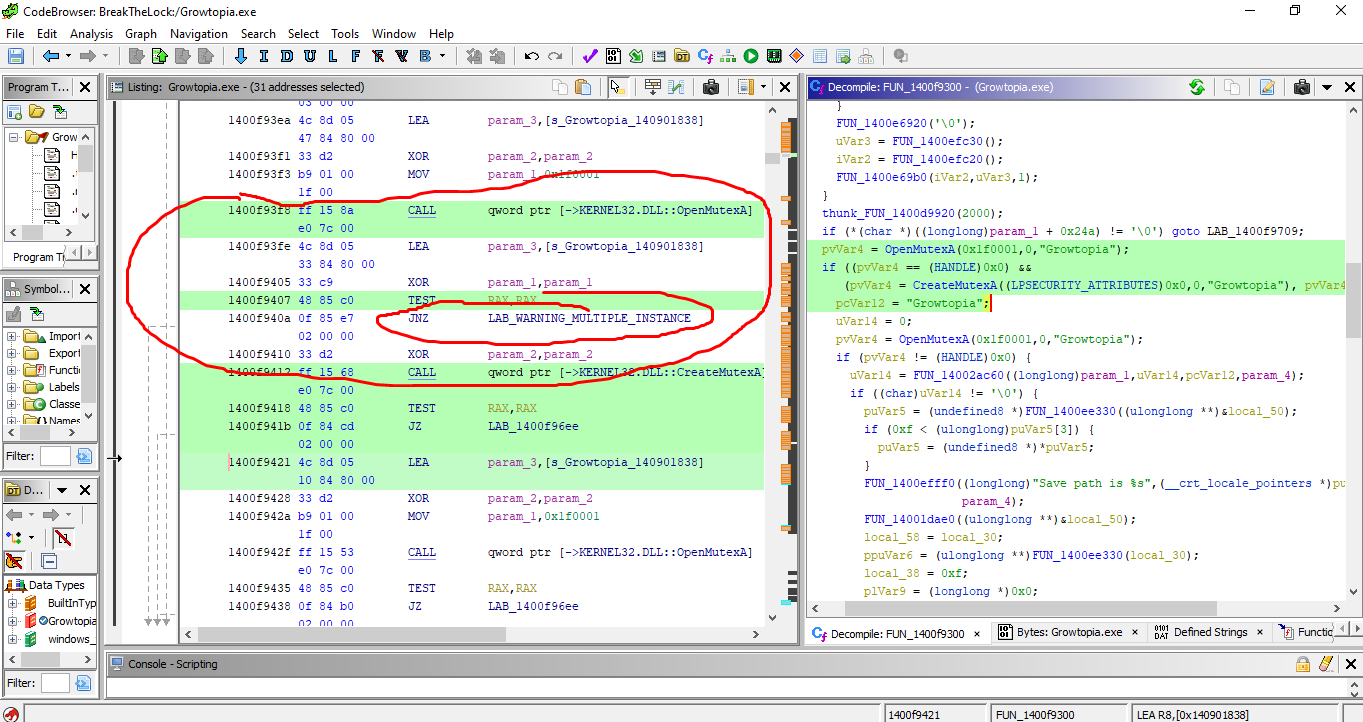 CodeBrowser: BreakTheLock:/Growtopia.exe
File Edit Analysis Graph Navigation Search Select Tools Window Help
I D U L F R V B
Program T...
Grow
Program Tr
Symbol...
Import
Export
Functi
Labels
Classe
Names
Filter:
D...
Data Types
BuiltInTyp
Growtopia
windows_
Filter:
Listing: Growtopia.exe - (31 addresses selected)
03 00 00
1400f93ea 4c 8d 05 LEA param_3,[s_Growtopia_140901838]
47 84 80 00
1400f93f1 33 d2 XOR param_2,param_2
1400f93f3 b9 01 00 MOV param_1,0x1f0001
1f 00
1400f93f8 ff 15 8a CALL qword ptr [->KERNEL32.DLL::OpenMutexA]
e0 7c 00
1400f93fe 4c 8d 05 LEA param_3,[s_Growtopia_140901838]
33 84 80 00
1400f9405 33 c9 XOR param_1,param_1
1400f9407 48 85 c0 TEST RAX,RAX
1400f940a 0f 85 e7 JNZ LAB_WARNING_MULTIPLE_INSTANCE
02 00 00
1400f9410 33 d2 XOR param_2,param_2
1400f9412 ff 15 68 CALL qword ptr [->KERNEL32.DLL::CreateMutexA]
e0 7c 00
1400f9418 48 85 c0 TEST RAX,RAX
1400f941b 0f 84 cd JZ LAB_1400f96ee
02 00 00
1400f9421 4c 8d 05 LEA param_3,[s_Growtopia_140901838]
10 84 80 00
1400f9428 33 d2 XOR param_2,param_2
1400f942a b9 01 00 MOV param_1,0x1f0001
1f 00
1400f942f ff 15 53 CALL qword ptr [->KERNEL32.DLL::OpenMutexA]
e0 7c 00
1400f9435 48 85 c0 TEST RAX,RAX
1400f9438 0f 84 b0 JZ LAB_1400f96ee
02 00 00
Decompile: FUN_1400f9300 - (Growtopia.exe)
}
FUN_1400e6920('\0');
uVar3 = FUN_1400efc30();
iVar2 = FUN_1400efc20();
FUN_1400e69b0(iVar2,uVar3,1);
}
thunk_FUN_1400d9920(2000);
if (*(char *)((longlong)param_1 + 0x24a) != '\0') goto LAB_1400f9709;
pvVar4 = OpenMutexA(0x1f0001,0,"Growtopia");
if ((pvVar4 == (HANDLE)0x0) &&
(pvVar4 = CreateMutexA((LPSECURITY_ATTRIBUTES)0x0,0,"Growtopia"), pvVar4
pcVar12 = "Growtopia";
uVar14 = 0;
pvVar4 = OpenMutexA(0x1f0001,0,"Growtopia");
if (pvVar4 != (HANDLE)0x0) {
uVar14 = FUN_14002ac60((longlong)param_1,uVar14,pcVar12,param_4);
if ((char)uVar14 != '\0') {
puVar5 = (undefined8 *)FUN_1400ee330((ulonglong **)&local_50);
if (0xf < (ulonglong)puVar5[3]) {
puVar5 = (undefined8 *)*puVar5;
}
FUN_1400efff0((longlong)"Save path is %s",(__crt_locale_pointers *)pu
param_4);
FUN_14001dae0((ulonglong **)&local_50);
local_58 = local_30;
ppuVar6 = (ulonglong **)FUN_1400ee330(local_30);
local_38 = 0xf;
plVar9 = (longlong *)0x0;
Decompile: FUN_1400f9300 × Bytes: Growtopia.exe × Defined Strings × Functic
Console - Scripting
1400f9421 FUN_1400f9300 LEA R8,[0x140901838]